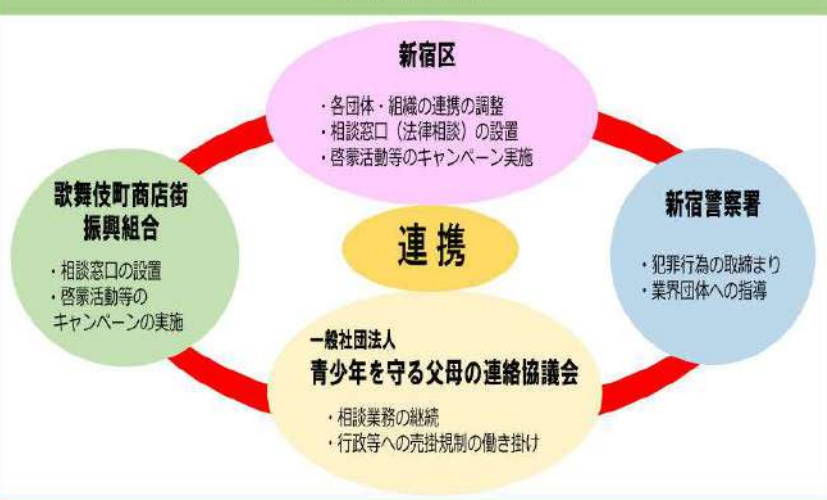 新宿区
・各団体・組織の連携の調整
・相談窓口（法律相談）の設置
・啓蒙活動等のキャンペーン実施
歌舞伎町商店街
振興組合
・相談窓口の設置
・啓蒙活動等の
キャンペーンの実施
連携
新宿警察署
・犯罪行為の取締まり
・業界団体への指導
一般社団法人
青少年を守る父母の連絡協議会
・相談業務の継続
・行政等への売掛規制の働き掛け